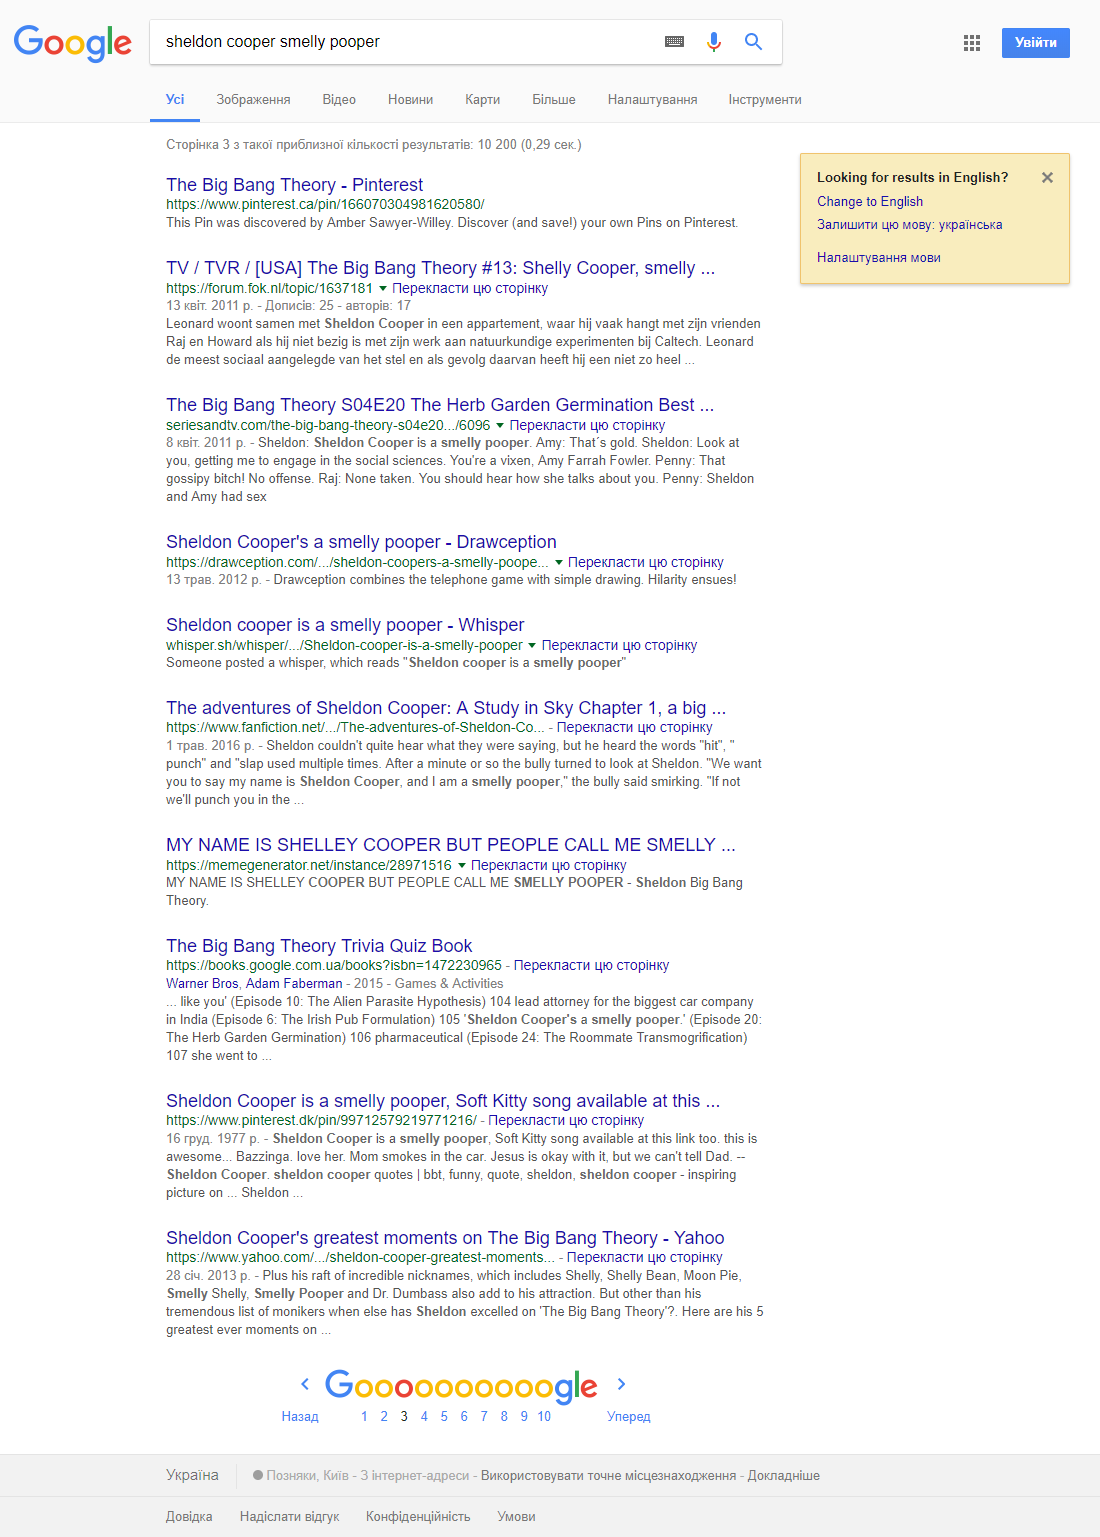 Google
sheldon cooper smelly pooper
Увійти
Усі Зображення Відео Новини Карти Більше Налаштування Інструменти
Сторінка 3 з такої приблизної кількості результатів: 10 200 (0,29 сек.)
Looking for results in English?
Change to English
Залишити цю мову: українська
Налаштування мови
The Big Bang Theory - Pinterest
https://www.pinterest.ca/pin/166070304981620580/
This Pin was discovered by Amber Sawyer-Willey. Discover (and save!) your own Pins on Pinterest.
TV / TVR / [USA] The Big Bang Theory #13: Shelly Cooper, smelly ...
https://forum.fok.nl/topic/1637181 Перекласти цю сторінку
13 квіт. 2011 р. - Дописів: 25 - авторів: 17
Leonard woont samen met Sheldon Cooper in een appartement, waar hij vaak hangt met zijn vrienden
Raj en Howard als hij niet bezig is met zijn werk aan natuurkundige experimenten bij Caltech. Leonard
de meest sociaal aangelegde van het stel en als gevolg daarvan heeft hij een niet zo heel ...
The Big Bang Theory S04E20 The Herb Garden Germination Best ...
seriesandtv.com/the-big-bang-theory-s04e20.../6096 Перекласти цю сторінку
8 квіт. 2011 р. - Sheldon: Sheldon Cooper is a smelly pooper. Amy: That´s gold. Sheldon: Look at
you, getting me to engage in the social sciences. You're a vixen, Amy Farrah Fowler. Penny: That
gossipy bitch! No offense. Raj: None taken. You should hear how she talks about you. Penny: Sheldon
and Amy had sex
Sheldon Cooper's a smelly pooper - Drawception
https://drawception.com/.../sheldon-coopers-a-smelly-poope... Перекласти цю сторінку
13 трав. 2012 р. - Drawception combines the telephone game with simple drawing. Hilarity ensues!
Sheldon cooper is a smelly pooper - Whisper
whisper.sh/whisper/.../Sheldon-cooper-is-a-smelly-pooper Перекласти цю сторінку
Someone posted a whisper, which reads "Sheldon cooper is a smelly pooper"
The adventures of Sheldon Cooper: A Study in Sky Chapter 1, a big ...
https://www.fanfiction.net/.../The-adventures-of-Sheldon-Co... - Перекласти цю сторінку
1 трав. 2016 р. - Sheldon couldn't quite hear what they were saying, but he heard the words "hit", "
punch" and "slap used multiple times. After a minute or so the bully turned to look at Sheldon. "We want
you to say my name is Sheldon Cooper, and I am a smelly pooper," the bully said smirking. "If not
we'll punch you in the ...
MY NAME IS SHELLEY COOPER BUT PEOPLE CALL ME SMELLY ...
https://memegenerator.net/instance/28971516 Перекласти цю сторінку
MY NAME IS SHELLEY COOPER BUT PEOPLE CALL ME SMELLY POOPER - Sheldon Big Bang
Theory.
The Big Bang Theory Trivia Quiz Book
https://books.google.com.ua/books?isbn=1472230965 - Перекласти цю сторінку
Warner Bros, Adam Faberman - 2015 - Games & Activities
... like you' (Episode 10: The Alien Parasite Hypothesis) 104 lead attorney for the biggest car company
in India (Episode 6: The Irish Pub Formulation) 105 'Sheldon Cooper's a smelly pooper.' (Episode 20:
The Herb Garden Germination) 106 pharmaceutical (Episode 24: The Roommate Transmogrification)
107 she went to ...
Sheldon Cooper is a smelly pooper, Soft Kitty song available at this ...
https://www.pinterest.dk/pin/99712579219771216/ - Перекласти цю сторінку
16 груд. 1977 р. - Sheldon Cooper is a smelly pooper, Soft Kitty song available at this link too. this is
awesome... Bazzinga. love her. Mom smokes in the car. Jesus is okay with it, but we can't tell Dad. --
Sheldon Cooper. sheldon cooper quotes | bbt, funny, quote, sheldon, sheldon cooper - inspiring
picture on ... Sheldon ...
Sheldon Cooper's greatest moments on The Big Bang Theory - Yahoo
https://www.yahoo.com/.../sheldon-cooper-greatest-moments... - Перекласти цю сторінку
28 січ. 2013 р. - Plus his raft of incredible nicknames, which includes Shelly, Shelly Bean, Moon Pie,
Smelly Shelly, Smelly Pooper and Dr. Dumbass also add to his attraction. But other than his
tremendous list of monikers when else has Sheldon excelled on 'The Big Bang Theory'?. Here are his 5
greatest ever moments on ...
Goooooooooogle
Назад 1 2 3 4 5 6 7 8 9 10 Уперед
Україна Позняки, Київ - З інтернет-адреси - Використовувати точне місцезнаходження - Докладніше
Довідка Надіслати відгук Конфіденційність Умови